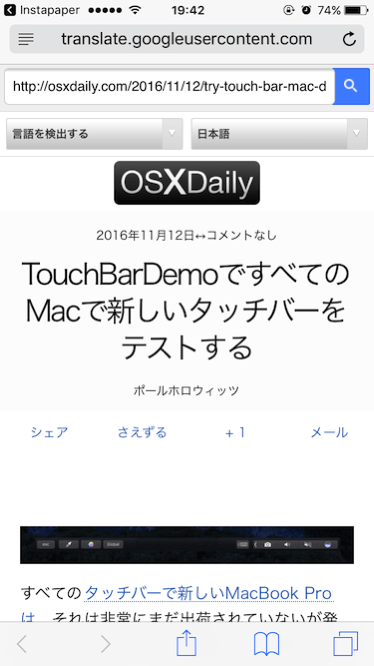 Instapaper 19:42 74%
translate.googleusercontent.com
http://osxdaily.com/2016/11/12/try-touch-bar-mac-d
言語を検出する 日本語
OSXDaily
2016年11月12日↔コメントなし
TouchBarDemoですべての
Macで新しいタッチバーを
テストする
ポールホロウィッツ
シェア さえずる + 1 メール
esc
すべてのタッチバーで新しいMacBook Pro
は、それは非常にまだ出荷されていないが発